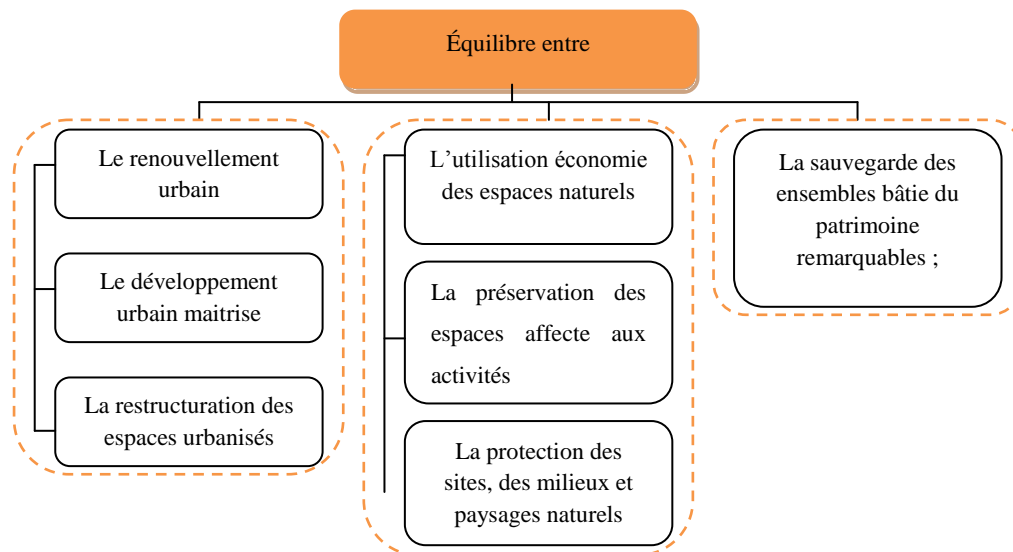 Équilibre entre
Le renouvellement
urbain
Le développement
urbain maitrise
La restructuration des
espaces urbanisés
L’utilisation économie
des espaces naturels
La préservation des
espaces affecte aux
activités
La protection des
sites, des milieux et
paysages naturels
La sauvegarde des
ensembles bâtie du
patrimoine
remarquables ;